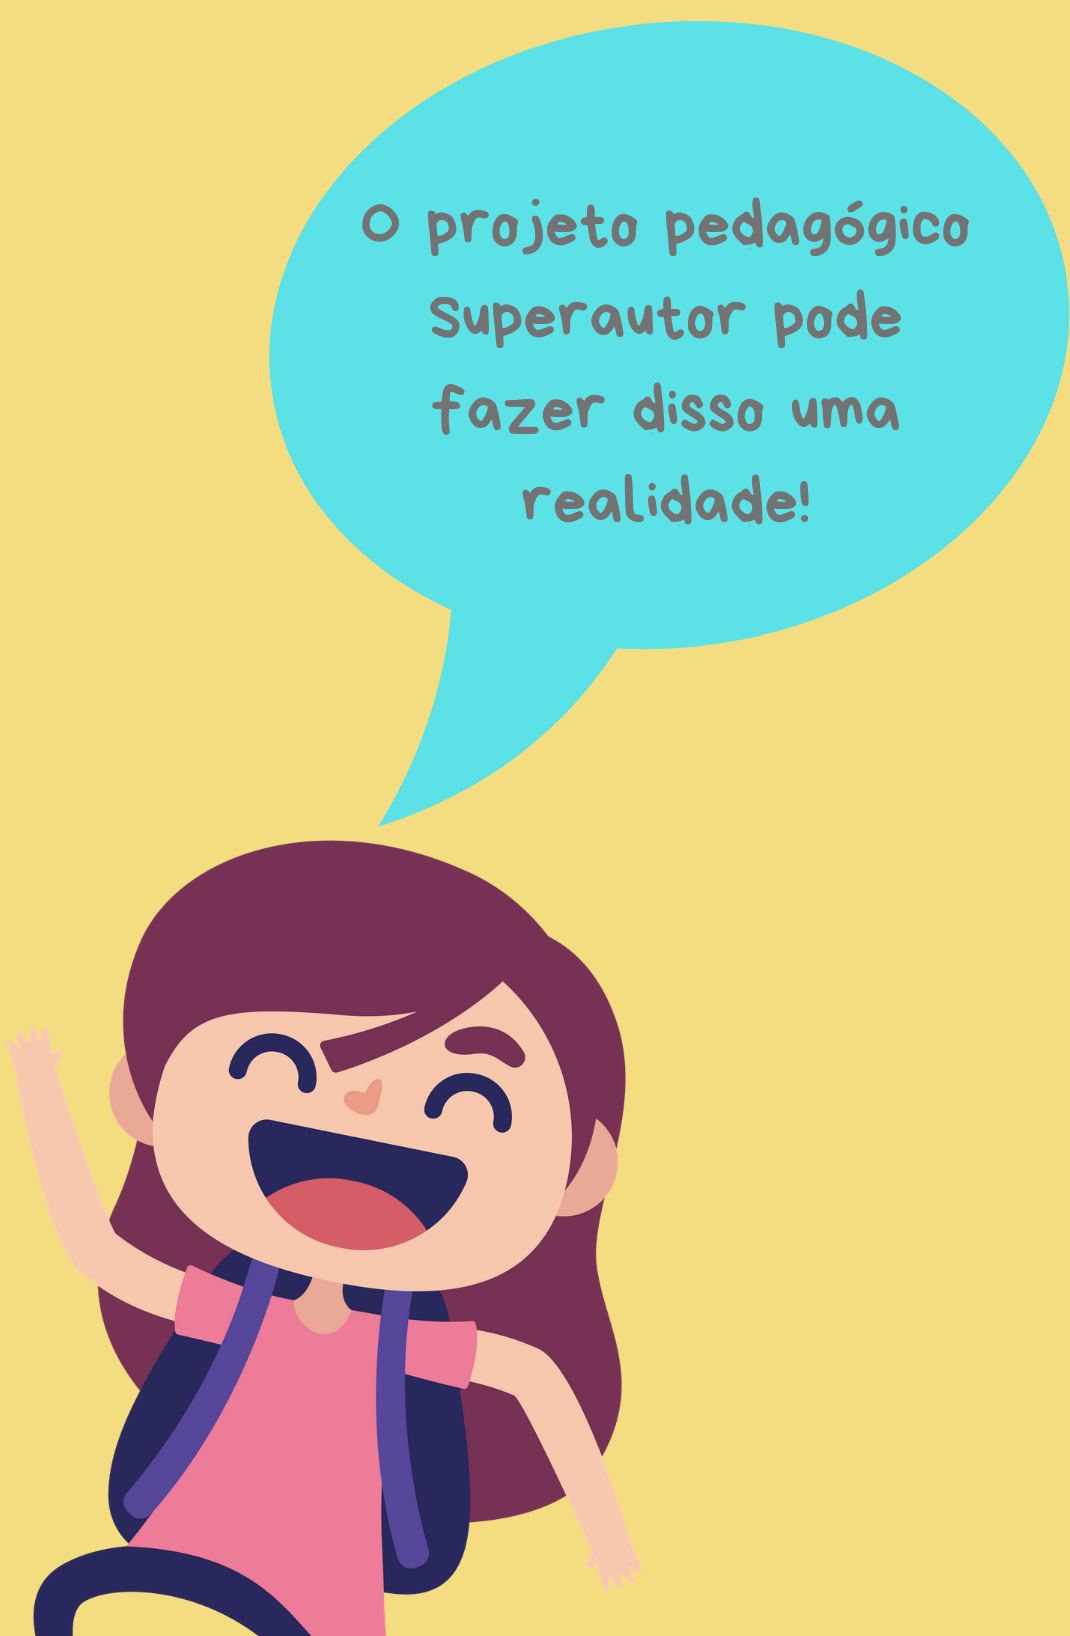 O projeto pedagógico
Superautor pode
fazer disso uma
realidade!